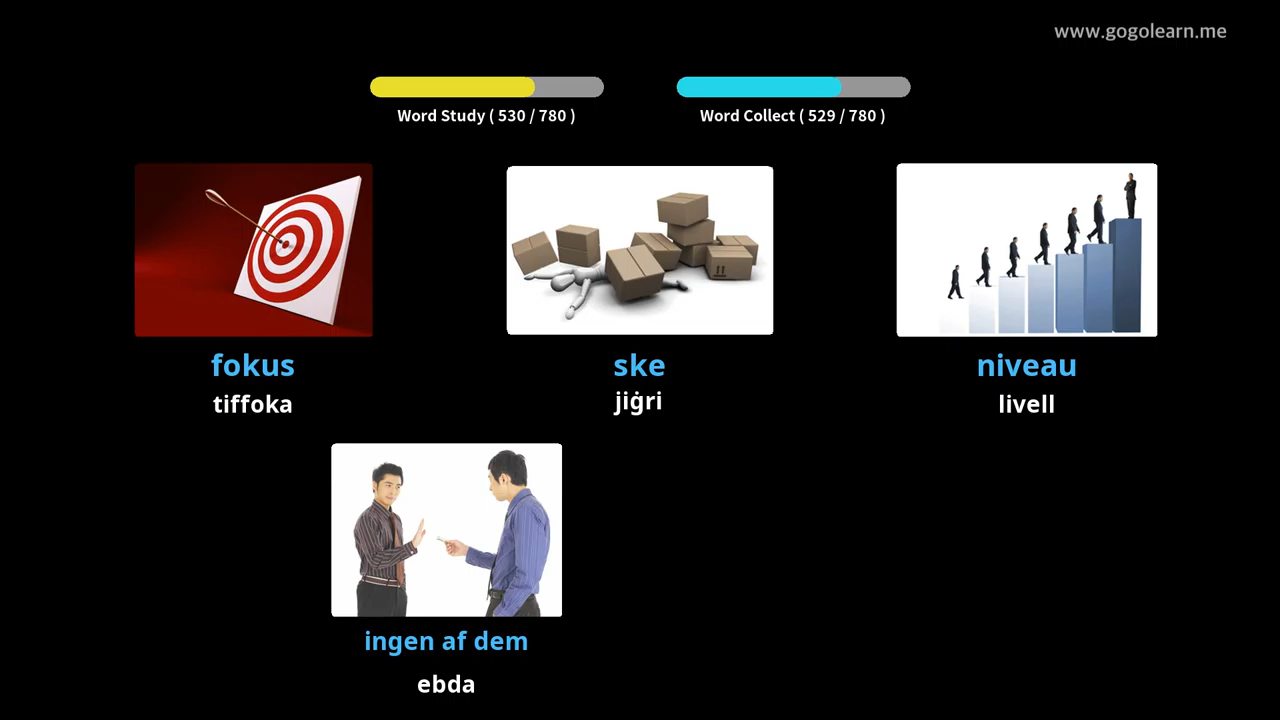 www.gogolearn.me
Word Study ( 530 / 780 )
Word Collect ( 529 / 780 )
fokus
tiffoka
ske
jiġri
niveau
livell
ingen af dem
ebda